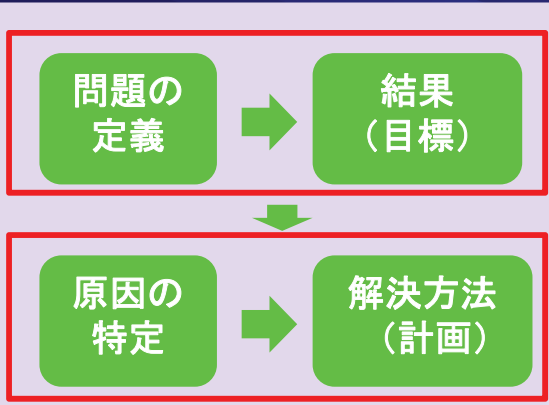 問題の
定義
結果
（目標）
原因の
特定
解決方法
（計画）